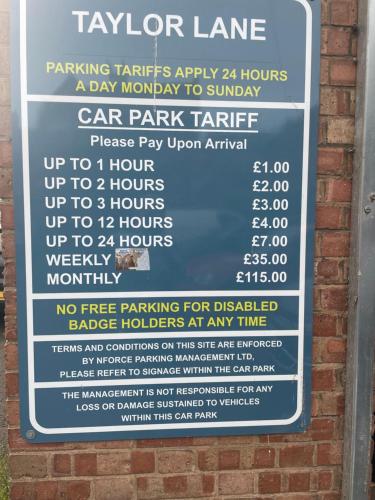 TAYLOR LANE
PARKING TARIFFS APPLY 24 HOURS
A DAY MONDAY TO SUNDAY
CAR PARK TARIFF
Please Pay Upon Arrival
UP TO 1 HOUR £1.00
UP TO 2 HOURS £2.00
UP TO 3 HOURS £3.00
UP TO 12 HOURS £4.00
UP TO 24 HOURS £7.00
WEEKLY £35.00
MONTHLY £115.00
NO FREE PARKING FOR DISABLED
BADGE HOLDERS AT ANY TIME
TERMS AND CONDITIONS ON THIS SITE ARE ENFORCED
BY NFORCE PARKING MANAGEMENT LTD,
PLEASE REFER TO SIGNAGE WITHIN THE CAR PARK
THE MANAGEMENT IS NOT RESPONSIBLE FOR ANY
LOSS OR DAMAGE SUSTAINED TO VEHICLES
WITHIN THIS CAR PARK